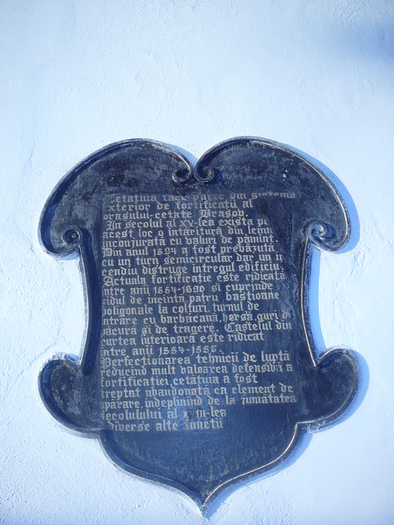 Cetatuia face parte din sistemul
exterior de fortificatii al
orasului-cetate Brasov.
In secolul al XV-lea exista pe
acest loc o intaritura din lemn
inconjurata cu valuri de pamint.
Din anul 1524 a fost prevazuta
cu un turn semicircular dar un in
cendiu distruge intregul edificiu.
Actuala fortificatie este ridicata
intre anii 1554-1630 si cuprinde
zidul de incinta, patru bastioane
poligonale la colturi, turnul de
intrare cu barbacana, hersa, guri de
pacura si de tragere. Castelul din
curtea interioara este ridicat
intre anii 1554-1556.
Perfectionarea tehnicii de lupta
reducind mult valoarea defensiva a
fortificatiei, cetatuia a fost
treptat abandonata ca element de
aparare, indeplinind de la jumatatea
secolulului al -lea
diverse alte functii